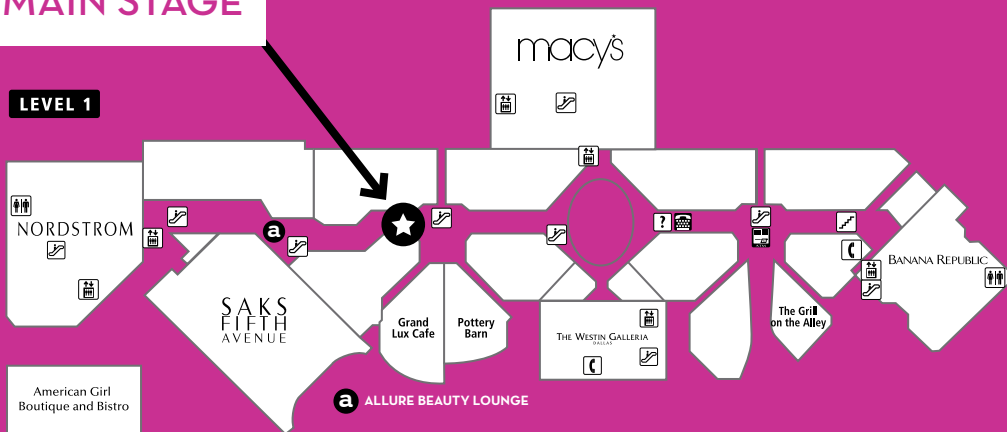 MAIN STAGE
macy's
LEVEL 1
a
?
NORDSTROM
BANANA REPUBLIC
SAKS
FIFTH
AVENUE
Grand
Lux Cafe
Pottery
Barn
The Grill
on the Alley
THE WESTIN GALLERIA
DALLAS
American Girl
Boutique and Bistro
a ALLURE BEAUTY LOUNGE